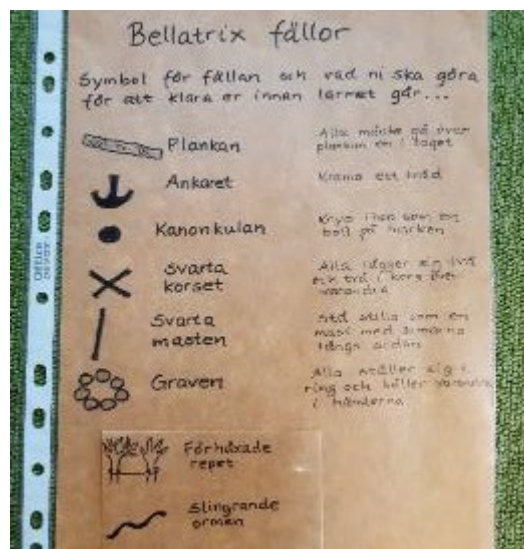 Bellatrix fällor
Symbol för fällan och vad ni ska göra
för att klara er innan larmet går...
Plankan
Alla måste gå över
plankan en i taget
Ankaret
Krama ett träd
Kanonkulan
Kryp ihop som en
boll på marken
Svarta
korset
Alla lägger sig två
och två i kors över
varandra
Svarta
masten
Stå stilla som en
mast med armarna
längs sidan
Graven
Alla ställer sig i
ring och håller varandra
i händerna
Förhäxade
repet
Slingrande
ormen
Office